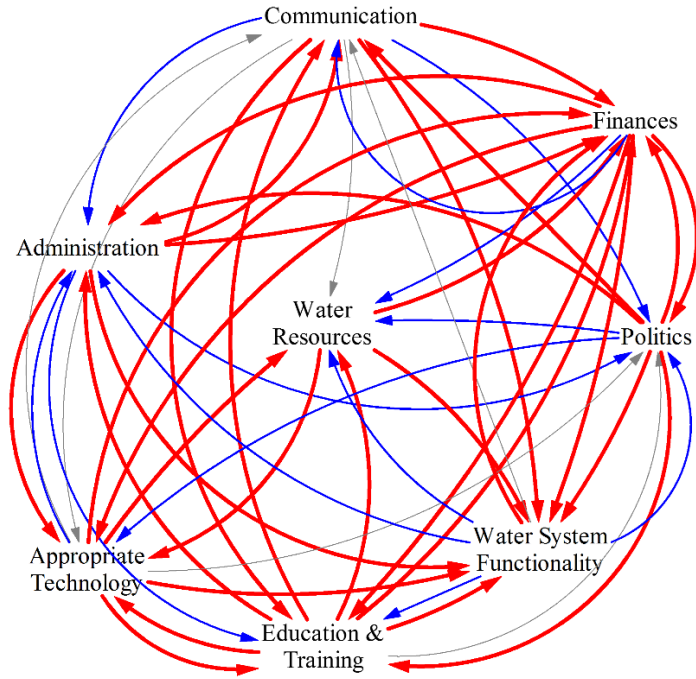 Communication
Finances
Administration
Water
Resources
Politics
Water System
Functionality
Appropriate
Technology
Education &
Training